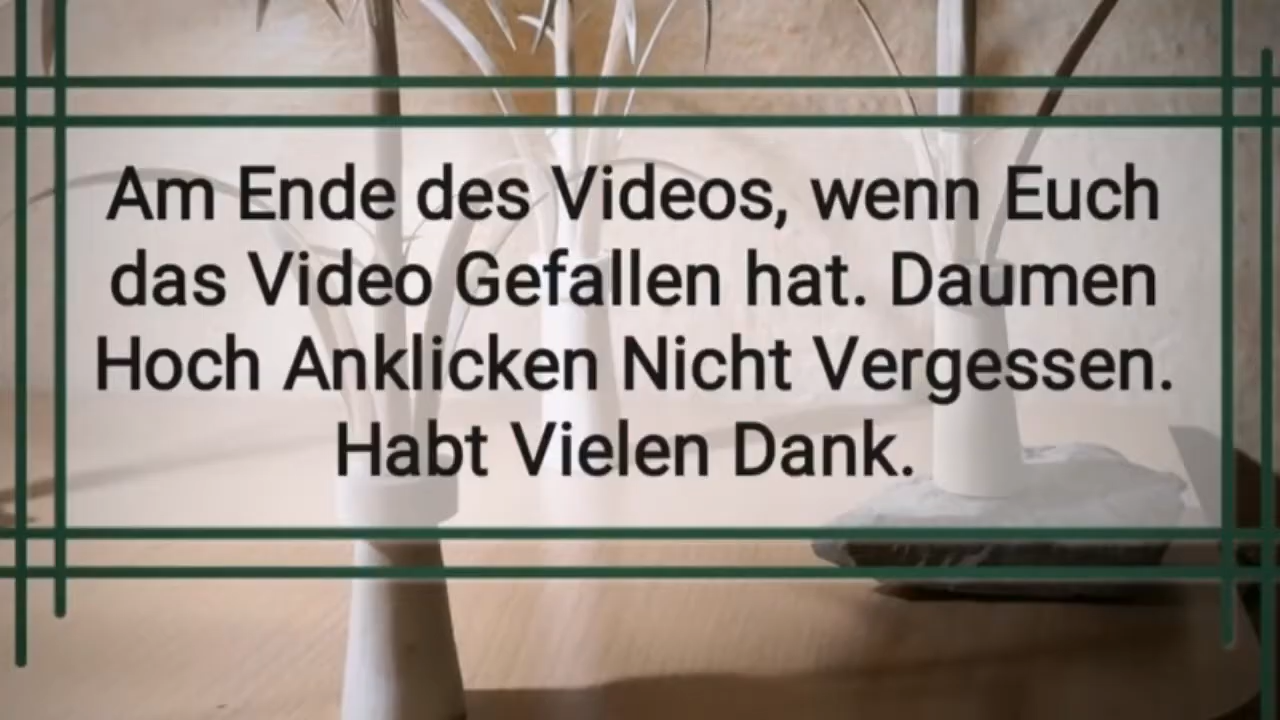 Am Ende des Videos, wenn Euch
das Video Gefallen hat. Daumen
Hoch Anklicken Nicht Vergessen.
Habt Vielen Dank.